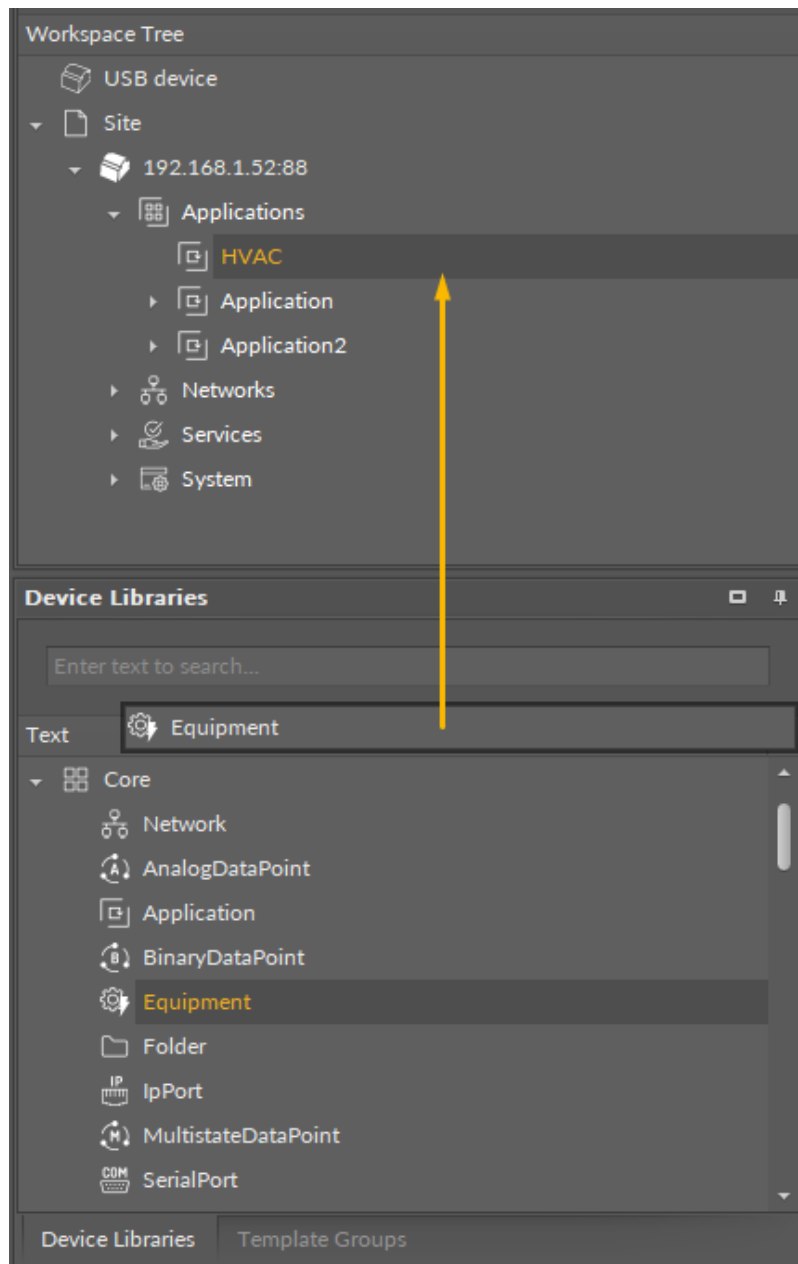 Workspace Tree
USB device
Site
192.168.1.52:88
Applications
HVAC
Application
Application2
Networks
Services
System
Device Libraries
Enter text to search...
Text
Equipment
Core
Network
A AnalogDataPoint
Application
B BinaryDataPoint
Equipment
Folder
IP IpPort
M MultistateDataPoint
COM SerialPort
Device Libraries Template Groups